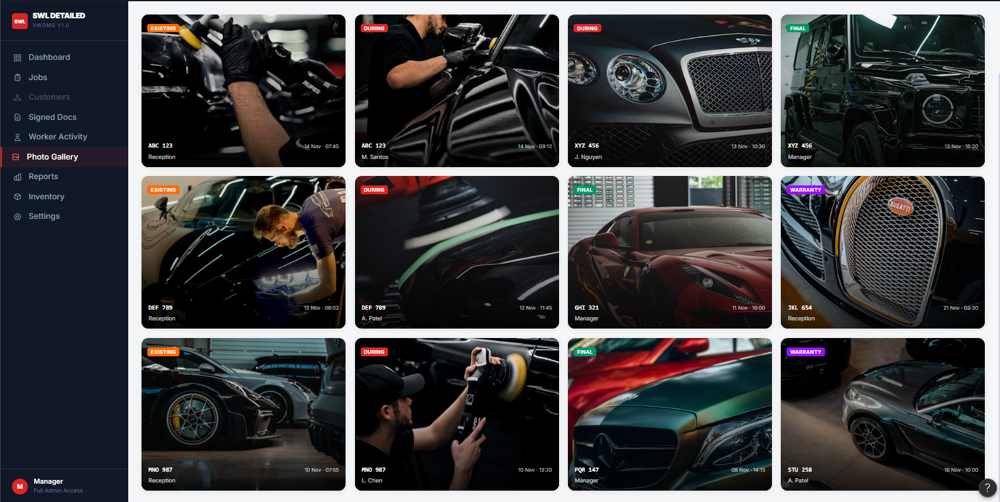 SWL
SWL DETAILED
VWOMS V1.0
Dashboard
Jobs
Customers
Signed Docs
Worker Activity
Photo Gallery
Reports
Inventory
Settings
M
Manager
Full Admin Access
EXISTING
RUPES
ABC 123
14 Nov · 07:45
Reception
DURING
ABC 123
14 Nov · 09:12
M. Santos
DURING
XYZ 456
13 Nov · 10:30
J. Nguyen
FINAL
XYZ 456
13 Nov · 15:20
Manager
EXISTING
DEF 789
12 Nov · 08:02
Reception
DURING
DEF 789
12 Nov · 11:45
A. Patel
FINAL
GHI 321
11 Nov · 16:00
Manager
WARRANTY
BUGATTI
JKL 654
21 Nov · 09:30
Reception
EXISTING
MNO 987
10 Nov · 07:55
Reception
DURING
RUPES
MNO 987
10 Nov · 13:20
L. Chen
FINAL
PQR 147
08 Nov · 14:15
Manager
WARRANTY
dct
STU 258
18 Nov · 10:00
A. Patel
?